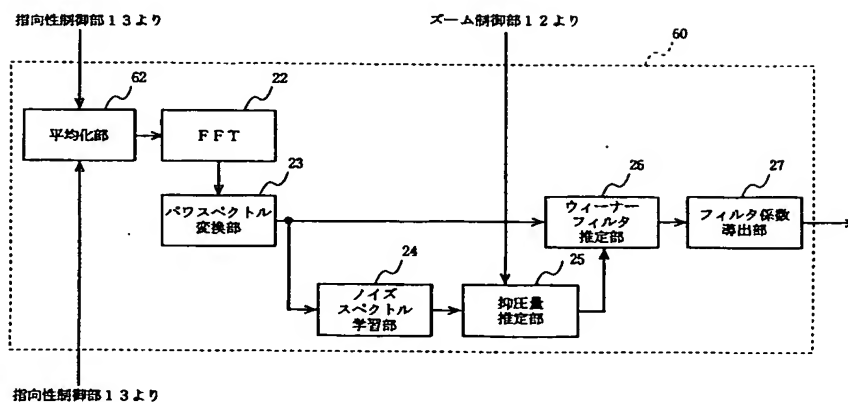 指向性制御部13より
ズーム制御部12より
60
62
22
平均化部
FFT
23
26
27
パワスペクトル
変換部
ウィーナー
フィルタ
推定部
フィルタ係数
導出部
24
25
ノイズ
スペクトル
学習部
抑圧量
推定部
指向性制御部13より